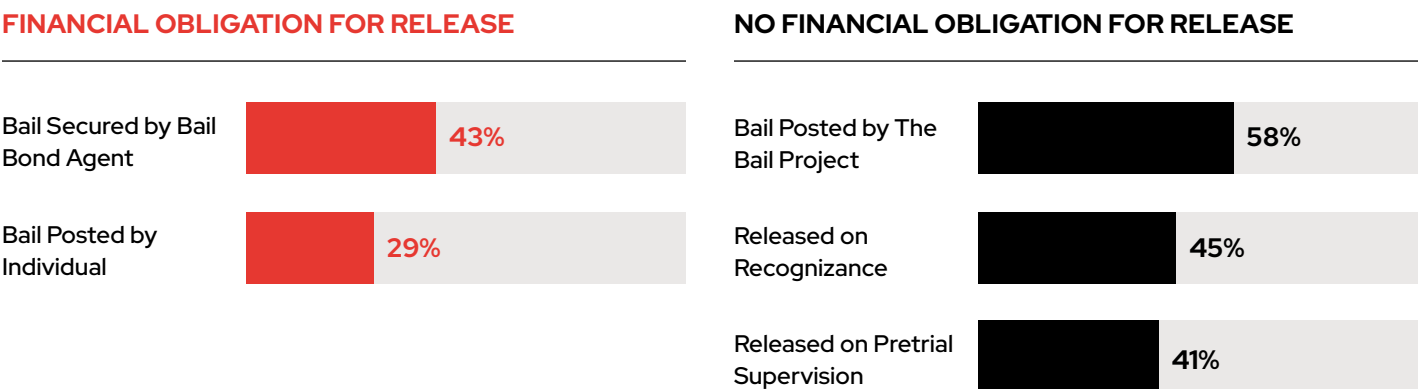 FINANCIAL OBLIGATION FOR RELEASE
Bail Secured by Bail
Bond Agent
43%
Bail Posted by
Individual
29%
NO FINANCIAL OBLIGATION FOR RELEASE
Bail Posted by The
Bail Project
58%
Released on
Recognizance
45%
Released on Pretrial
Supervision
41%